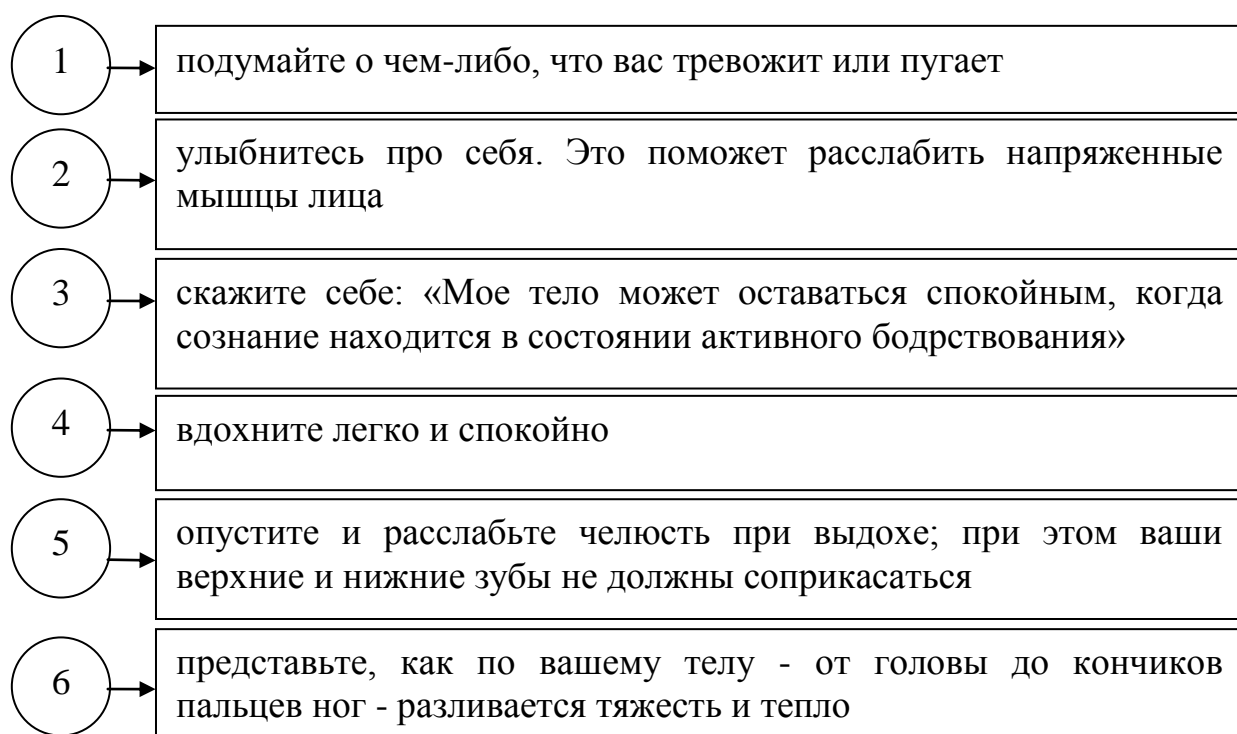 1
подумайте о чем-либо, что вас тревожит или пугает
2
улыбнитесь про себя. Это поможет расслабить напряженные
мышцы лица
3
скажите себе: «Мое тело может оставаться спокойным, когда
сознание находится в состоянии активного бодрствования»
4
вдохните легко и спокойно
5
опустите и расслабьте челюсть при выдохе; при этом ваши
верхние и нижние зубы не должны соприкасаться
6
представьте, как по вашему телу - от головы до кончиков
пальцев ног - разливается тяжесть и тепло